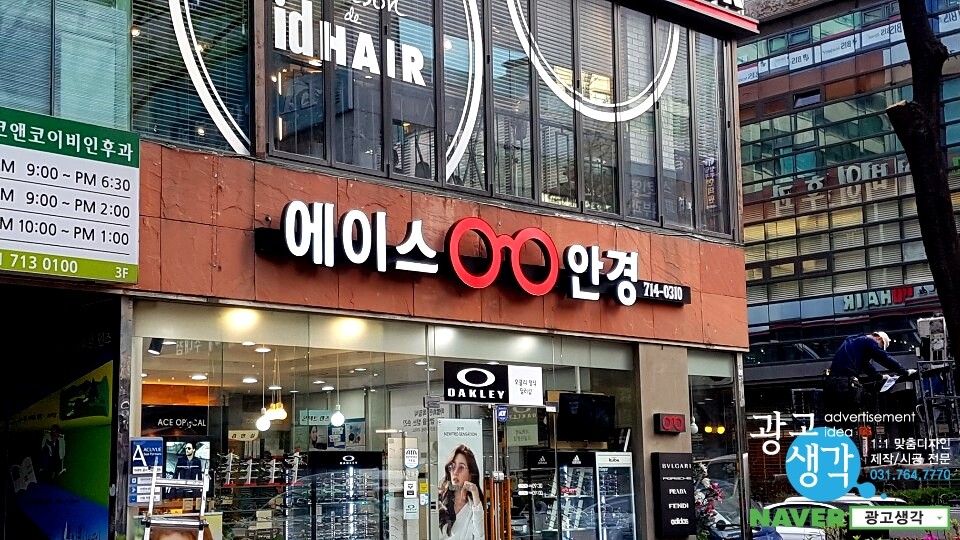 de
id HAIR
코앤코이비인후과
AM 9:00 ~ PM 6:30
AM 9:00 ~ PM 2:00
AM 10:00 ~ PM 1:00
713 0100
3F
에이스 안경 714-0310
OAKLEY
ACE OPTICAL
ACUVUE
BVLGARI
PORSCHE
PRADA
FENDI
adidas
HAIR
광고 advertisement
idea
생각 1:1 맞춤디자인
제작/시공 전문
031.764.7770
NAVER 광고생각